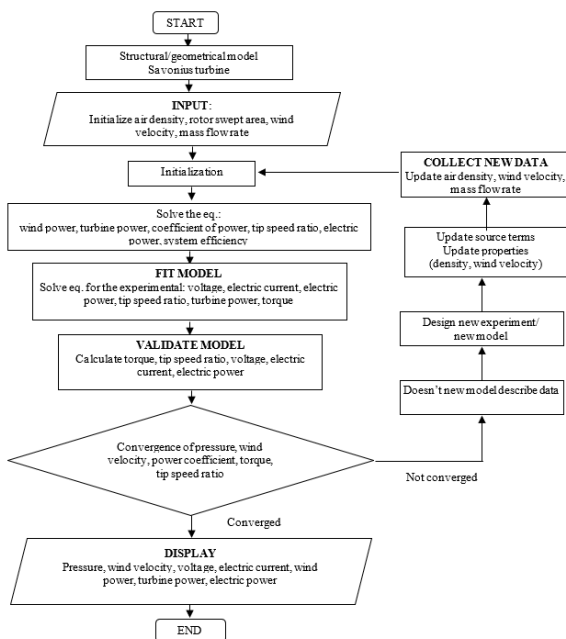 START
Structural/geometrical model
Savonius turbine
INPUT:
Initialize air density, rotor swept area, wind
velocity, mass flow rate
Initialization
Solve the eq.:
wind power, turbine power, coefficient of power, tip speed ratio, electric
power, system efficiency
FIT MODEL
Solve eq. for the experimental: voltage, electric current, electric
power, tip speed ratio, turbine power, torque
VALIDATE MODEL
Calculate torque, tip speed ratio, voltage, electric
current, electric power
Convergence of pressure, wind
velocity, power coefficient, torque,
tip speed ratio
Not converged
Converged
DISPLAY
Pressure, wind velocity, voltage, electric current, wind
power, turbine power, electric power
END
COLLECT NEW DATA
Update air density, wind velocity,
mass flow rate
Update source terms
Update properties
(density, wind velocity)
Design new experiment/
new model
Doesn't new model describe data